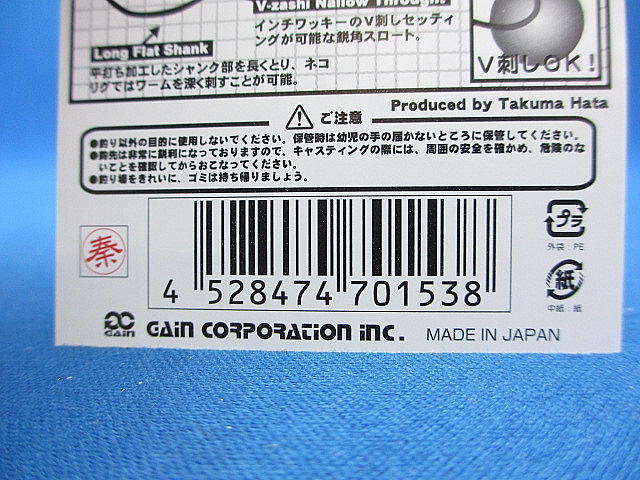 V-zashi Nallow Throught
インチワッキーのV刺しセッティ
ングが可能な鋭角スロート。
Long Flat Shank
平打ち加工したシャンク部を長くとり、ネコ
リグではワームを深く刺すことが可能。
V刺しOK!
Produced by Takuma Hata
ご注意
●釣り以外の目的に使用しないでください。保管時は幼児の手の届かないところに保管してください。
●鈎先は非常に鋭利になっておりますので、キャスティングの際には、周囲の安全を確かめ、危険のな
いことを確認してからおこなってください。
●釣り場をきれいに、ゴミは持ち帰りましょう。
秦
4 528474 701538
プラ
外袋:PE
紙
中紙:紙
GAIN
GAIN CORPORATION INC.
MADE IN JAPAN